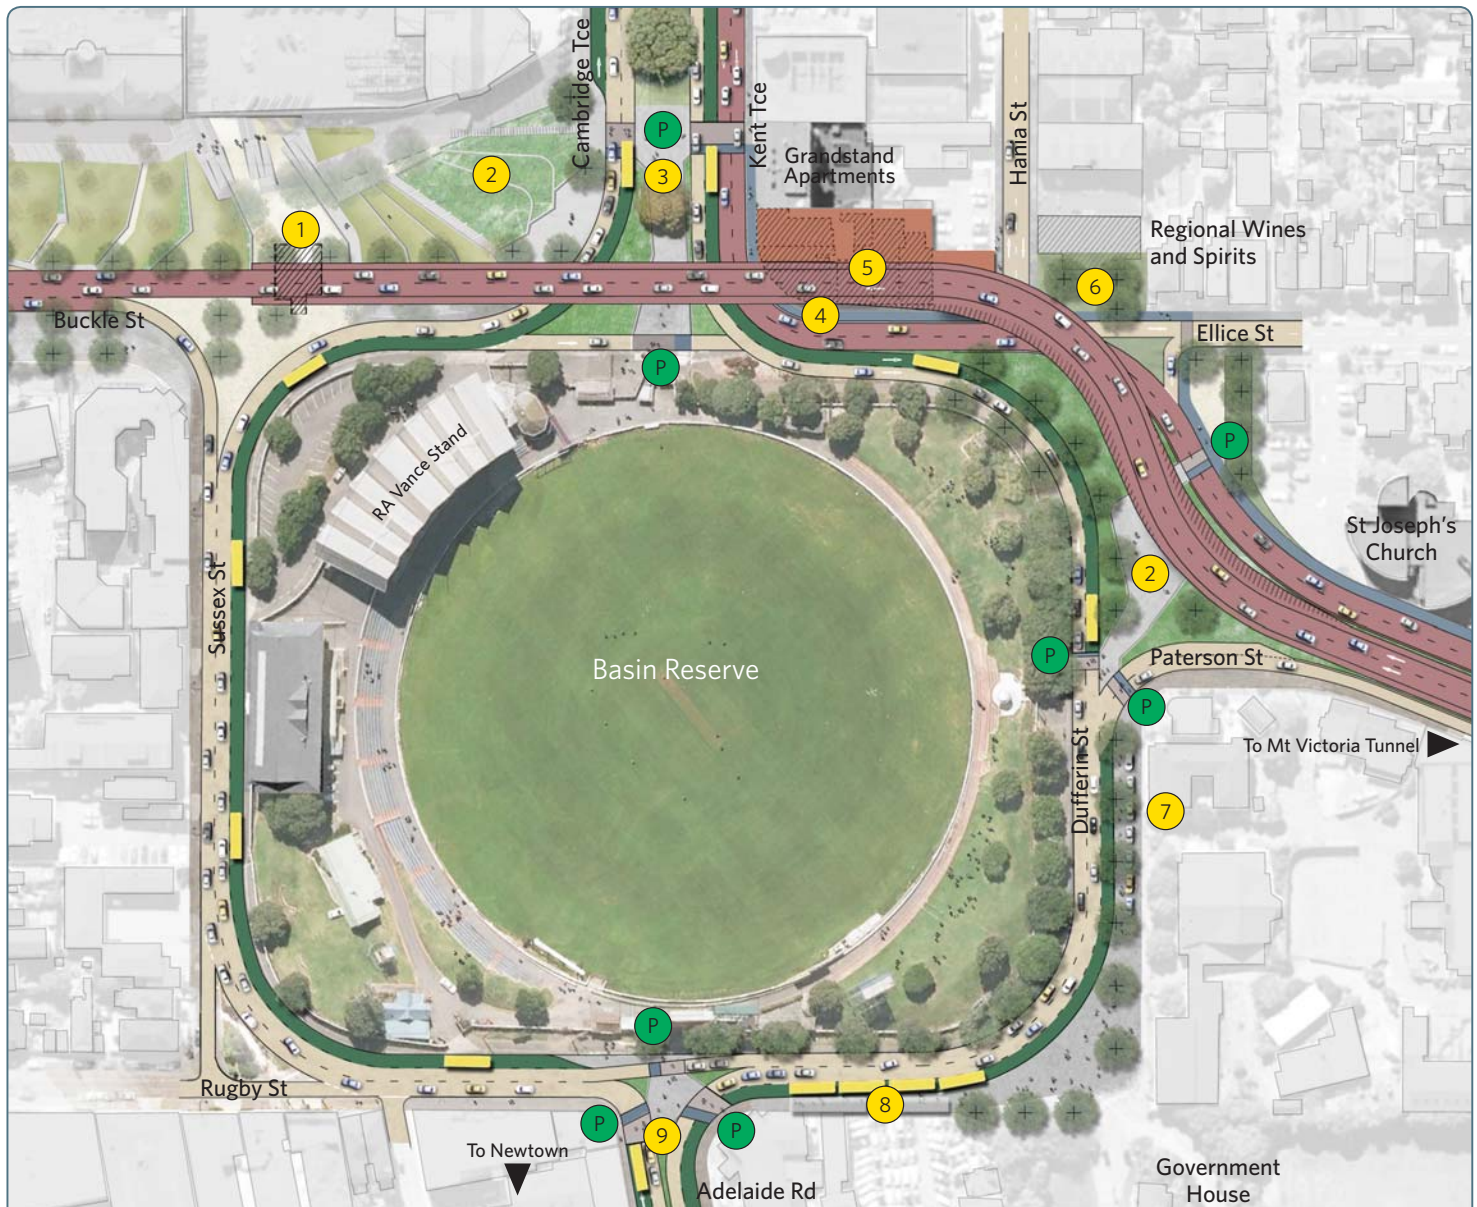 Cambridge Tce
Kent Tce
Hania St
P
Grandstand
Apartments
2
3
1
Regional Wines
and Spirits
5
6
4
Buckle St
Ellice St
P
RA Vance Stand
P
St Joseph's
Church
2
Sussex St
P
Paterson St
Basin Reserve
P
To Mt Victoria Tunnel
Dufferin St
7
P
Rugby St
8
P
9
P
To Newtown
Adelaide Rd
Government
House